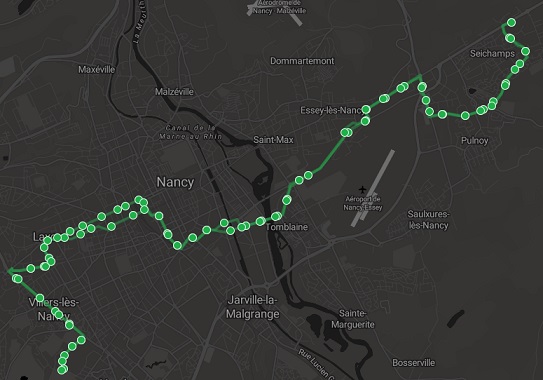 Aérodrome de
Nancy - Malzéville
La Meurthe
Seichamps
Dommartemont
Maxéville
Malzéville
Essey-lès-Nancy
Canal de la
Marne au Rhin
Saint-Max
Pulnoy
Nancy
Aéroport de
Nancy-Essey
Saulxures-
lès-Nancy
Tomblaine
Villers-lès-
Nancy
Jarville-la-
Malgrange
Sainte-
Marguerite
Rue Lucien
Bosserville